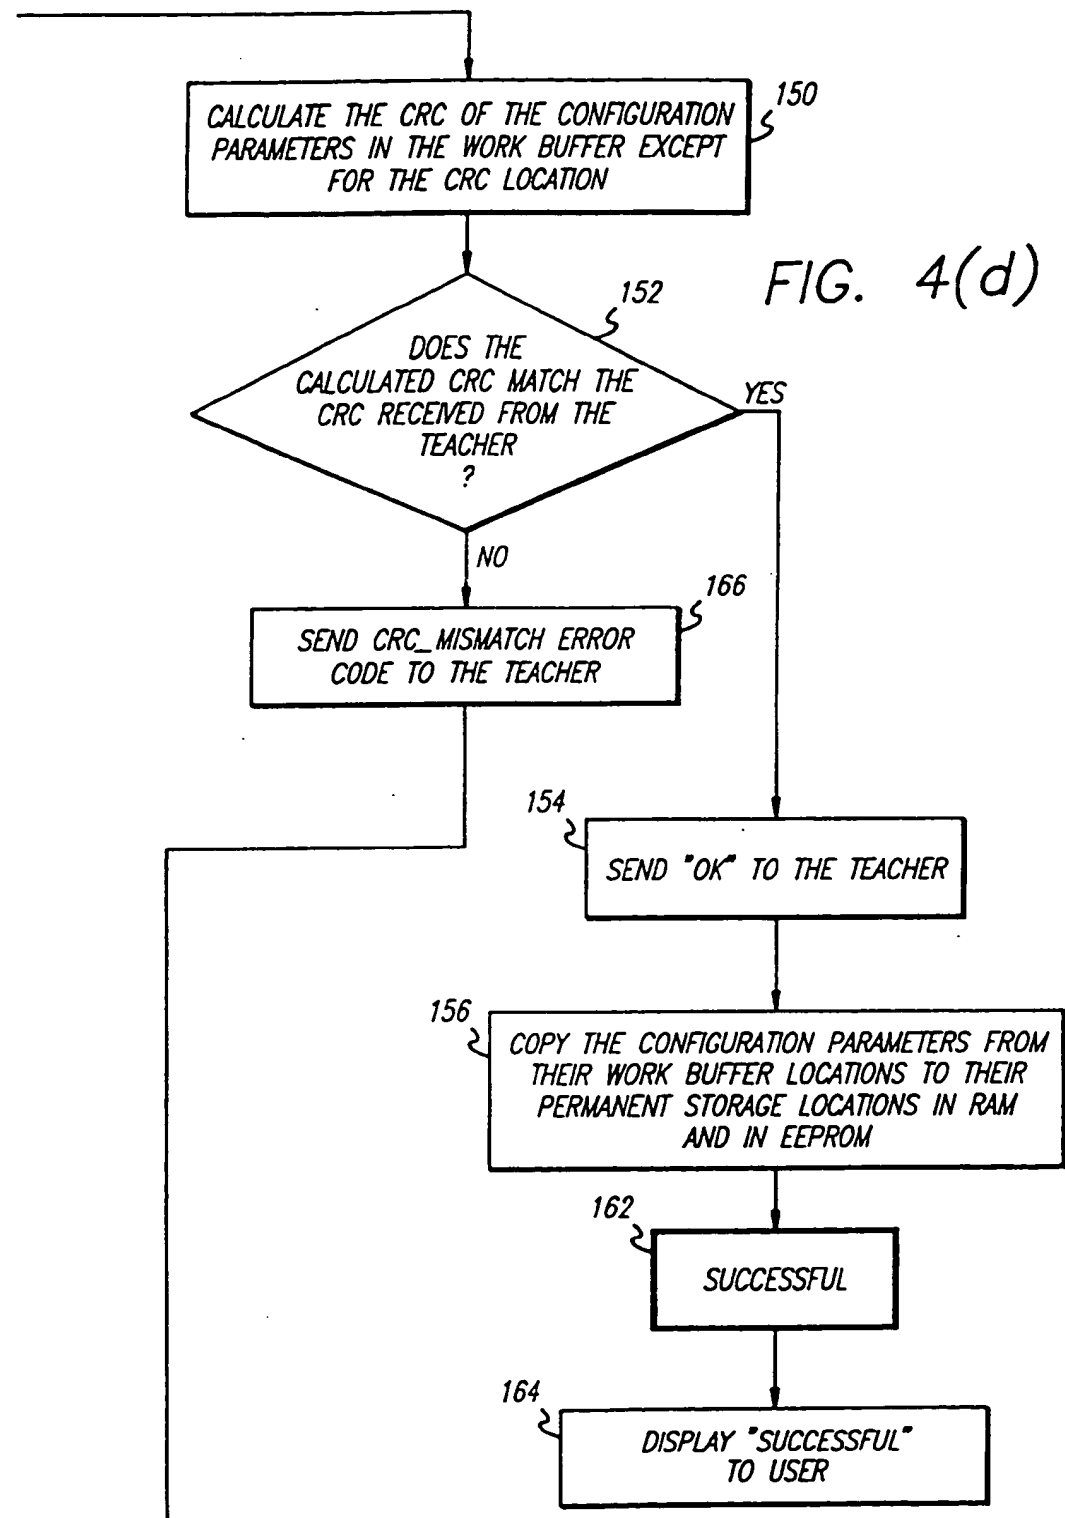 150
CALCULATE THE CRC OF THE CONFIGURATION
PARAMETERS IN THE WORK BUFFER EXCEPT
FOR THE CRC LOCATION
FIG. 4(d)
152
DOES THE
CALCULATED CRC MATCH THE
CRC RECEIVED FROM THE
TEACHER
?
YES
NO
166
SEND CRC_MISMATCH ERROR
CODE TO THE TEACHER
154
SEND "OK" TO THE TEACHER
156
COPY THE CONFIGURATION PARAMETERS FROM
THEIR WORK BUFFER LOCATIONS TO THEIR
PERMANENT STORAGE LOCATIONS IN RAM
AND IN EEPROM
162
SUCCESSFUL
164
DISPLAY "SUCCESSFUL"
TO USER